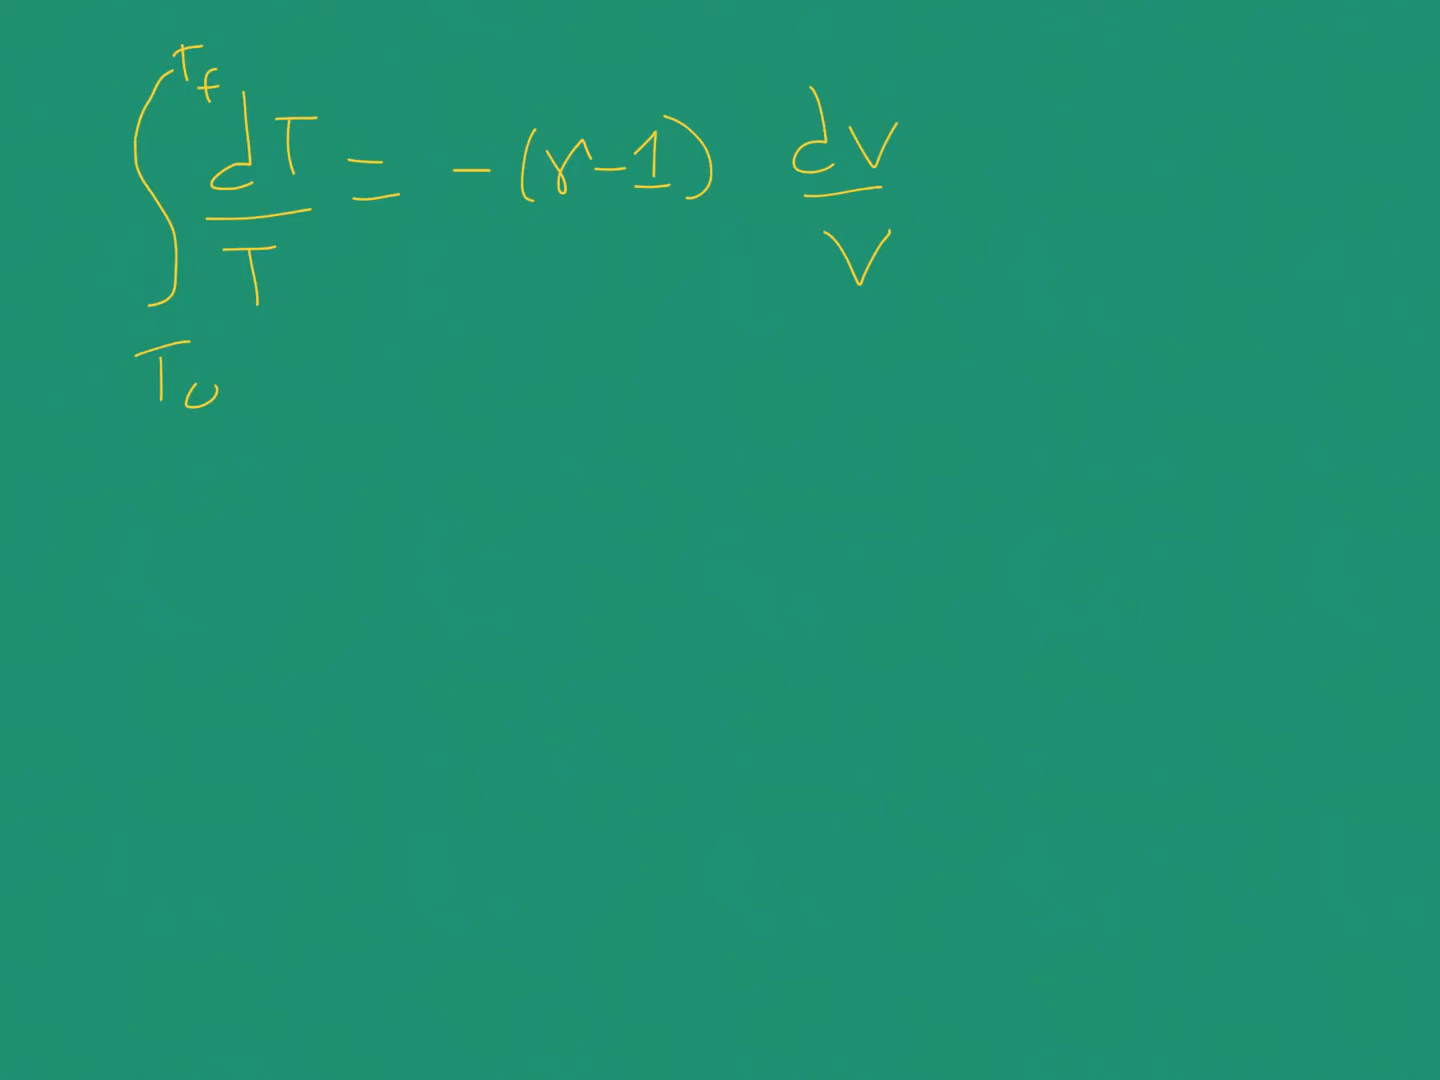 ∫_{T_0}^{T_f} dT/T = -(γ-1) dV/V